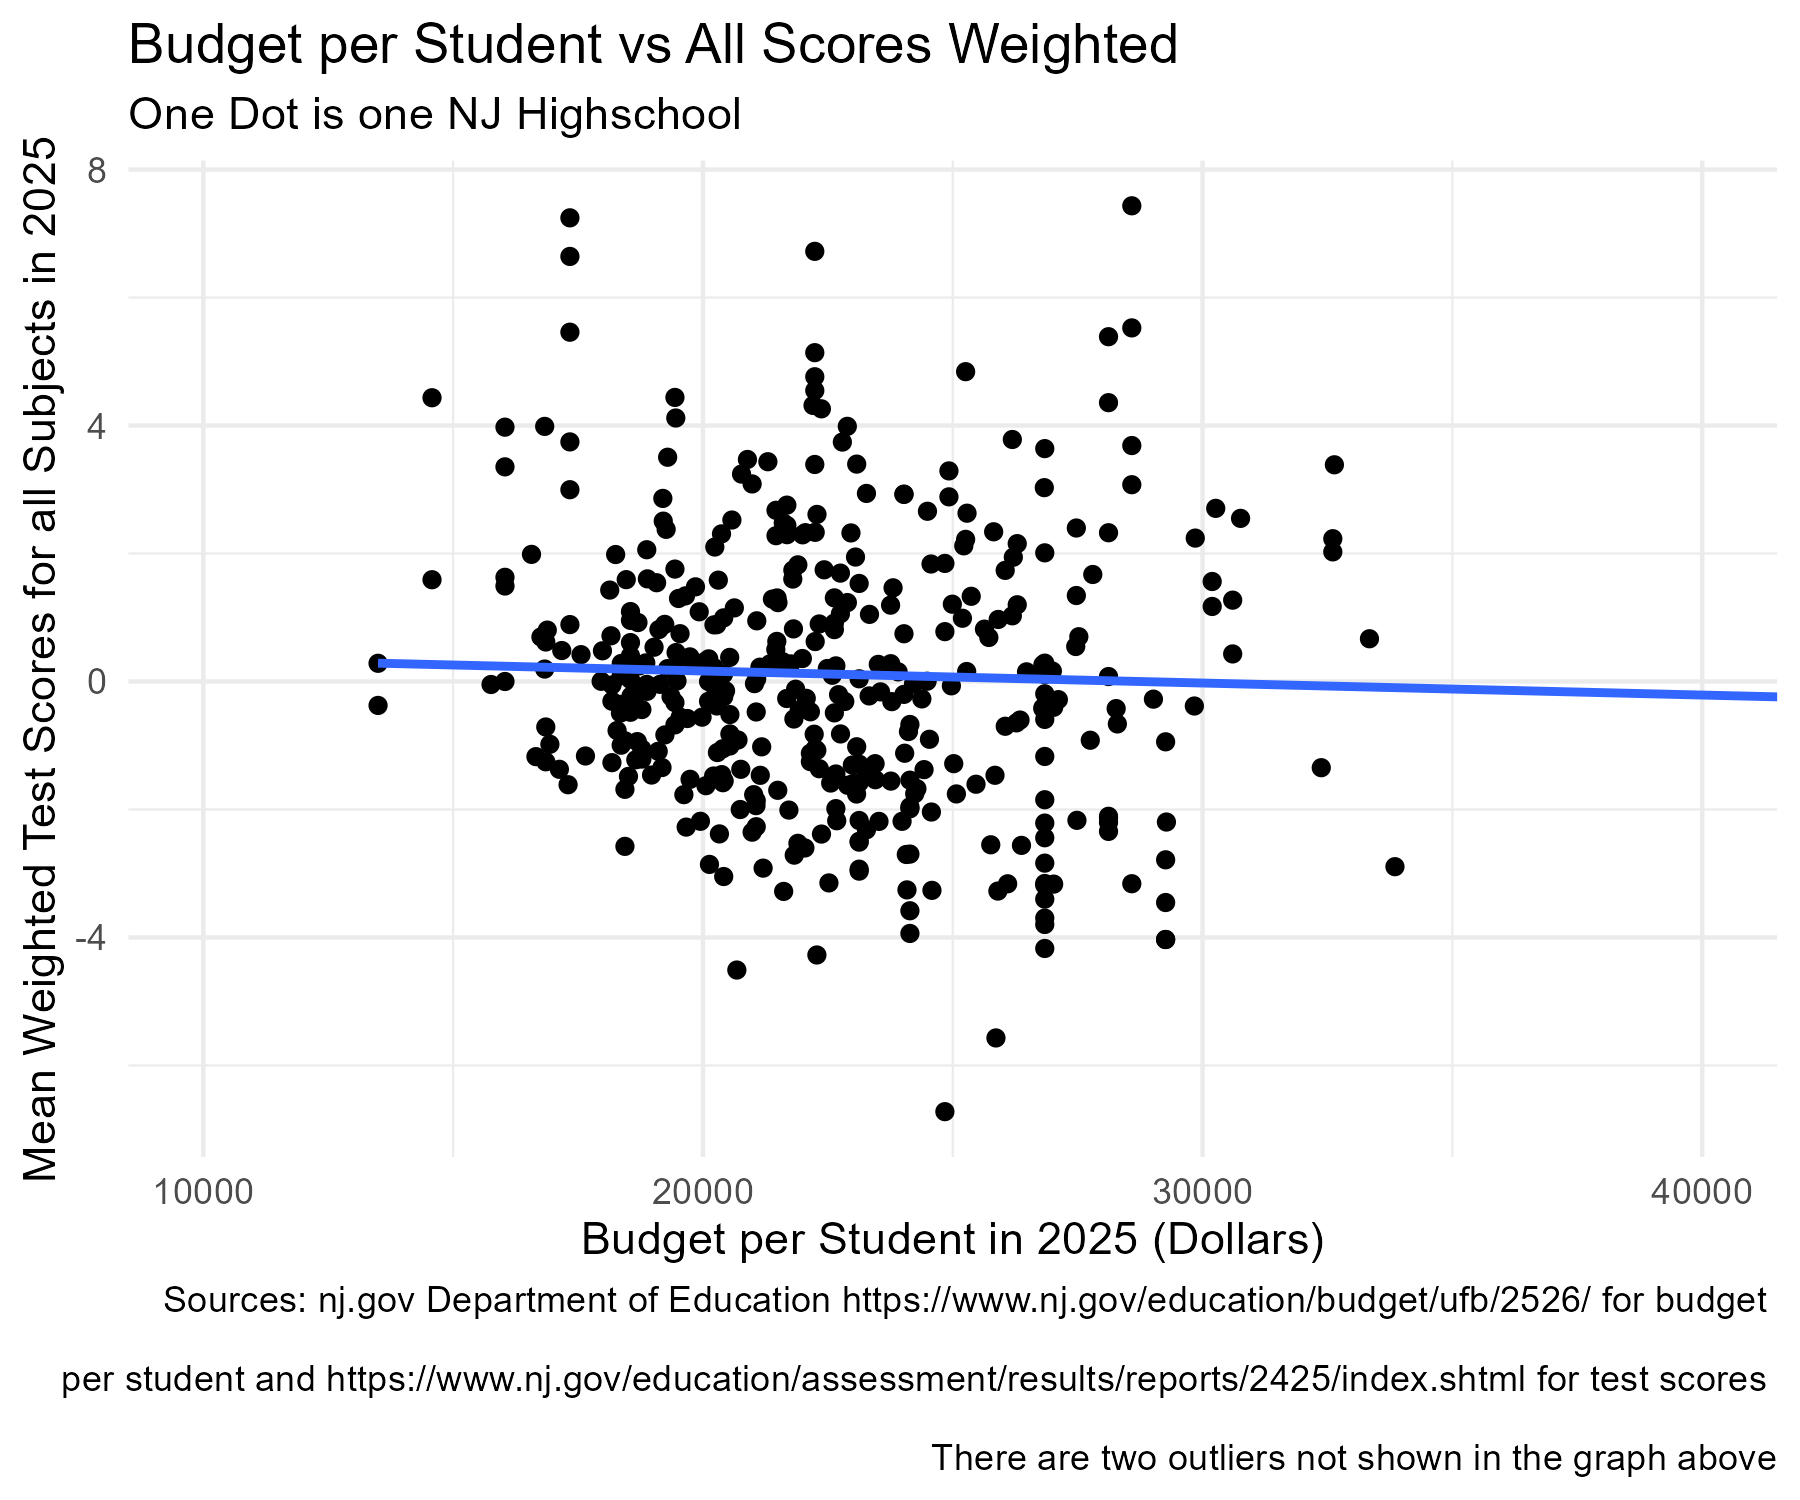 Budget per Student vs All Scores Weighted
One Dot is one NJ Highschool
Mean Weighted Test Scores for all Subjects in 2025
8
4
0
-4
10000 20000 30000 40000
Budget per Student in 2025 (Dollars)
Sources: nj.gov Department of Education https://www.nj.gov/education/budget/ufb/2526/ for budget
per student and https://www.nj.gov/education/assessment/results/reports/2425/index.shtml for test scores
There are two outliers not shown in the graph above